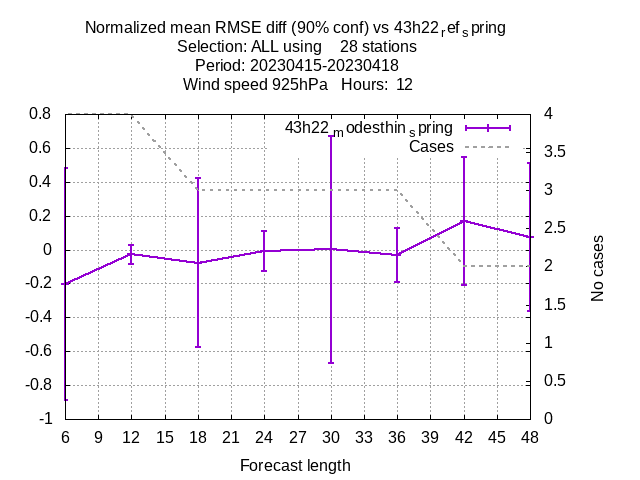 Normalized mean RMSE diff (90% conf) vs 43h22ᵣefₛpring
Selection: ALL using 28 stations
Period: 20230415-20230418
Wind speed 925hPa Hours: 12
43h22ₘodesthinₛpring
Cases
0.8
0.6
0.4
0.2
0
-0.2
-0.4
-0.6
-0.8
-1
4
3.5
3
2.5
2
1.5
1
0.5
0
No cases
6 9 12 15 18 21 24 27 30 33 36 39 42 45 48
Forecast length